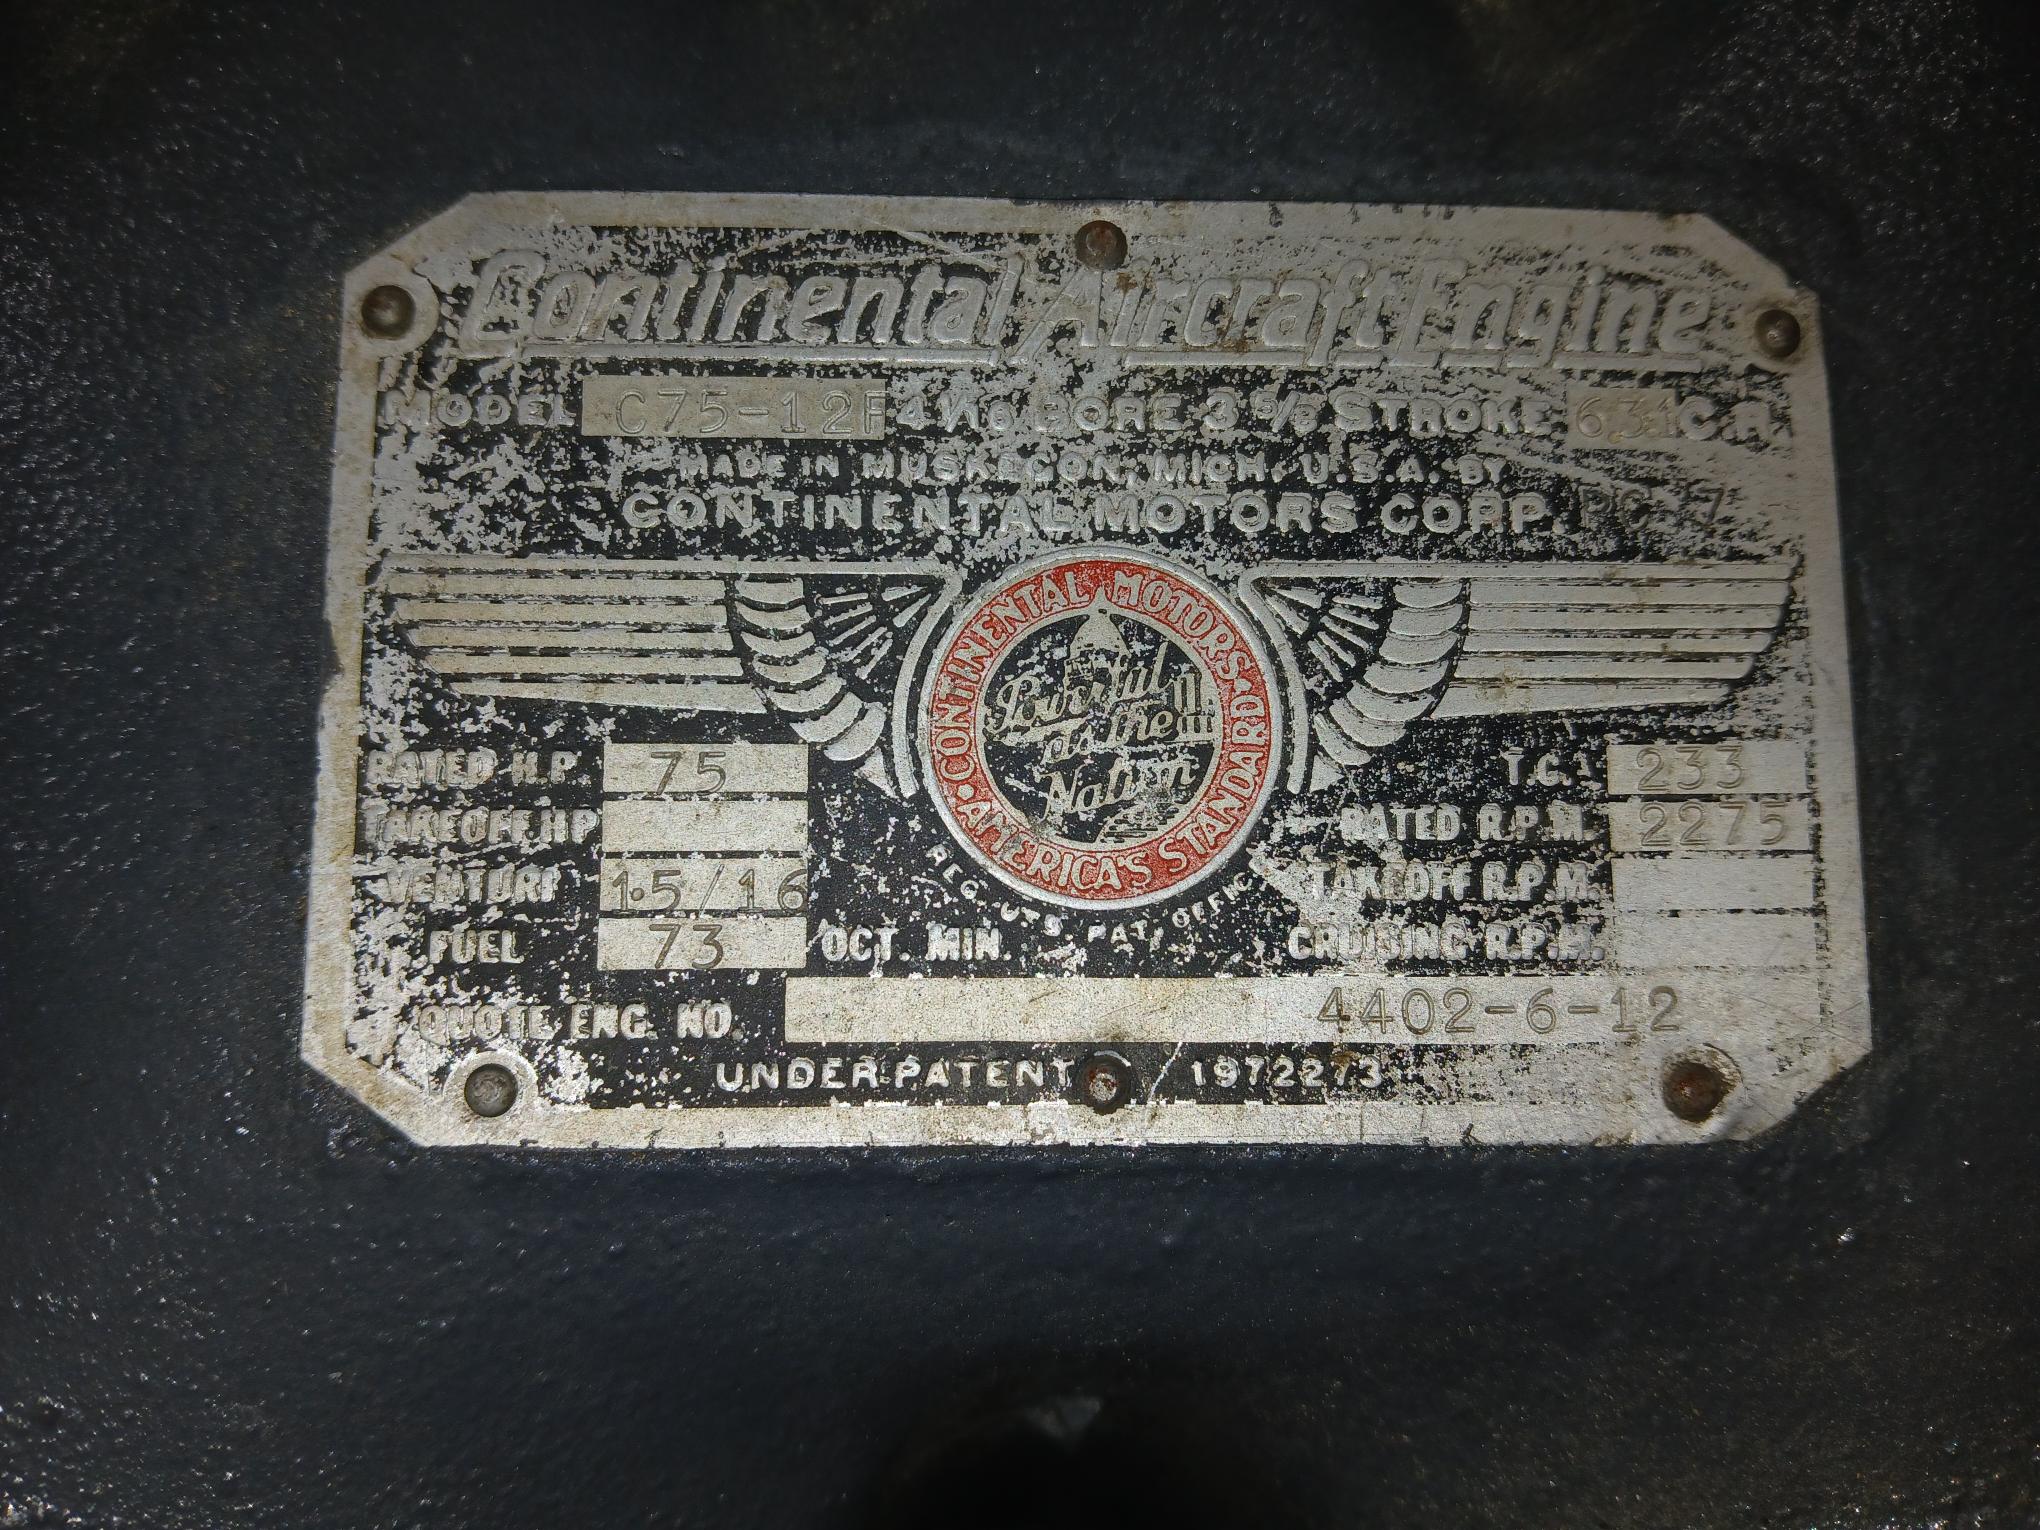 Continental Aircraft Engine
MODEL C75-12F 4 1/16 BORE 3 5/8 STROKE 631 C.R.
MADE IN MUSKEGON, MICH. U.S.A. BY
CONTINENTAL MOTORS CORP.
CONTINENTAL MOTORS
Powerful
as the
Nation
AMERICA'S STANDARD
REG. U.S. PAT. OFFICE
RATED H.P. 75
TAKEOFF H.P.
VENTURI 1·5/16
FUEL 73 OCT. MIN.
T.C. 233
RATED R.P.M. 2275
TAKEOFF R.P.M.
CRUISING R.P.M.
QUOTE ENG. NO. 4402-6-12
UNDER PATENT 1972273